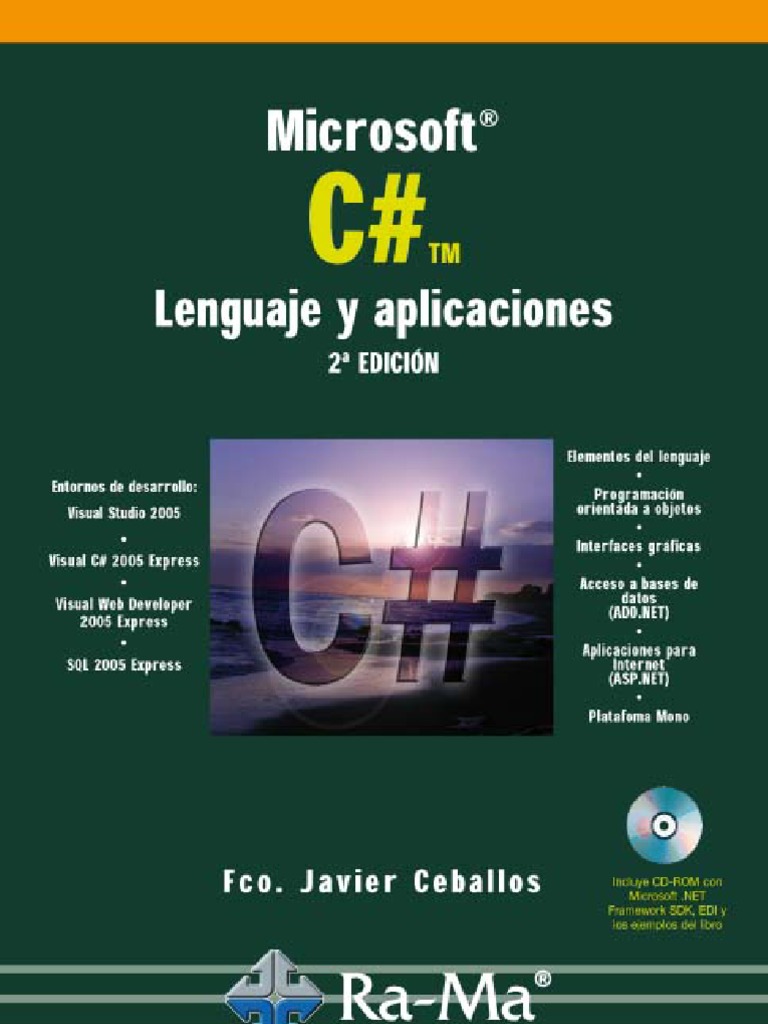 Microsoft®
C#™
Lenguaje y aplicaciones
2ª EDICIÓN
Entornos de desarrollo:
Visual Studio 2005
•
Visual C# 2005 Express
•
Visual Web Developer
2005 Express
•
SQL 2005 Express
C#
Elementos del lenguaje
•
Programación
orientada a objetos
•
Interfaces gráficas
•
Acceso a bases de
datos
(ADO.NET)
•
Aplicaciones para
Internet
(ASP.NET)
•
Platafoma Mono
Fco. Javier Ceballos
Incluye CD-ROM con
Microsoft .NET
Framework SDK, EDI y
los ejemplos del libro
Ra-Ma®